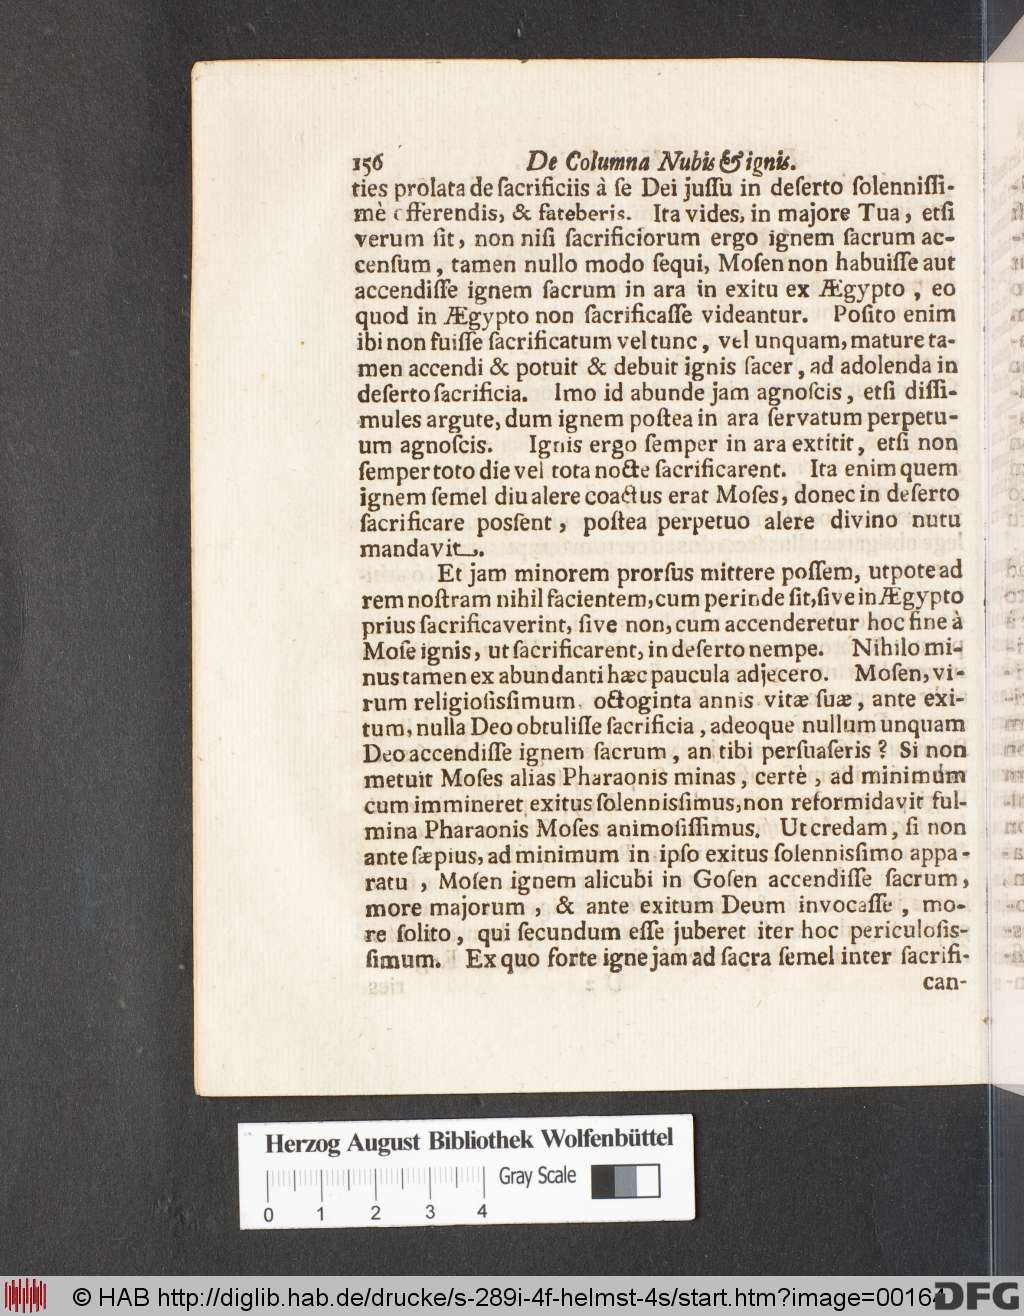 156 De Columna Nubis & ignis.
ties prolata de ſacrificiis à ſe Dei juſſu in deſerto ſolenniſſi-
mè offerendis, & fateberis. Ita vides, in majore Tua, etſi
verum ſit, non niſi ſacrificiorum ergo ignem ſacrum ac-
cenſum, tamen nullo modo ſequi, Moſen non habuiſſe aut
accendiſſe ignem ſacrum in ara in exitu ex Ægypto, eo
quod in Ægypto non ſacrificaſſe videantur. Poſito enim
ibi non fuiſſe ſacrificatum vel tunc, vel unquam, mature ta-
men accendi & potuit & debuit ignis ſacer, ad adolenda in
deſerto ſacrificia. Imo id abunde jam agnoſcis, etſi diſſi-
mules argute, dum ignem poſtea in ara ſervatum perpetu-
um agnoſcis. Ignis ergo ſemper in ara extitit, etſi non
ſemper toto die vel tota nocte ſacrificarent. Ita enim quem
ignem ſemel diu alere coactus erat Moſes, donec in deſerto
ſacrificare posſent, poſtea perpetuo alere divino nutu
mandavit.
Et jam minorem prorſus mittere poſſem, utpote ad
rem noſtram nihil facientem, cum perinde ſit, ſive in Ægypto
prius ſacrificaverint, ſive non, cum accenderetur hoc fine à
Moſe ignis, ut ſacrificarent, in deſerto nempe. Nihilo mi-
nus tamen ex abundanti hæc paucula adjecero. Moſen, vi-
rum religioſisſimum octoginta annis vitæ ſuæ, ante exi-
tum, nulla Deo obtuliſſe ſacrificia, adeoque nullum unquam
Deo accendiſſe ignem ſacrum, an tibi perſuaſeris? Si non
metuit Moſes alias Pharaonis minas, certè, ad minimum
cum immineret exitus ſolennisſimus, non reformidavit ful-
mina Pharaonis Moſes animoſiſſimus. Ut credam, ſi non
ante ſæpius, ad minimum in ipſo exitus ſolennisſimo appa-
ratu, Moſen ignem alicubi in Goſen accendiſſe ſacrum,
more majorum, & ante exitum Deum invocaſſe, mo-
re ſolito, qui ſecundum eſſe juberet iter hoc periculoſis-
ſimum. Ex quo forte igne jam ad ſacra ſemel inter ſacrifi-
can-
Herzog August Bibliothek Wolfenbüttel
Gray Scale
0 1 2 3 4
© HAB http://diglib.hab.de/drucke/s-289i-4f-helmst-4s/start.htm?image=00164
DFG